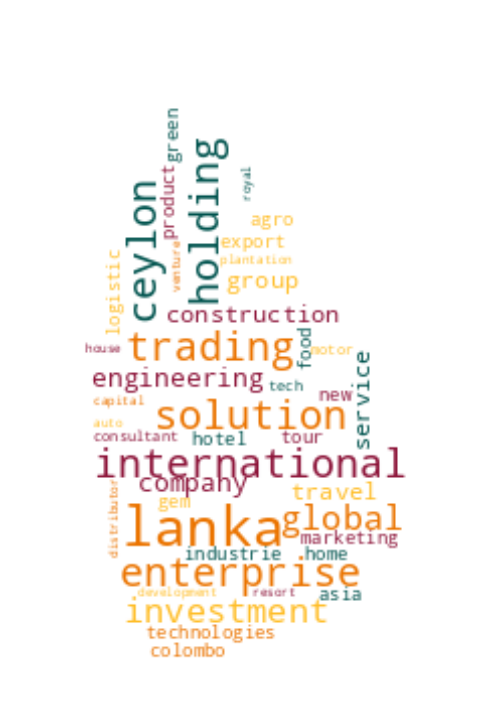 green
holding
royal
product
ceylon
agro
export
venture
plantation
logistic
group
construction
trading
food
house
motor
engineering
tech
service
new
capital
solution
auto
consultant
hotel
tour
international
company
travel
gem
distributor
lanka
global
marketing
industrie
home
enterprise
development
resort
asia
investment
technologies
colombo